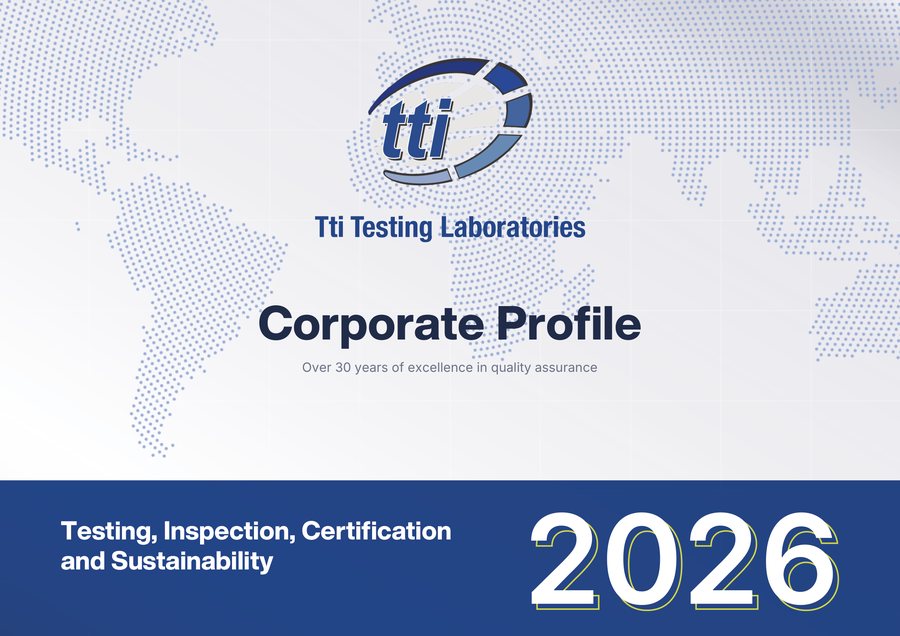 tti
Tti Testing Laboratories
Corporate Profile
Over 30 years of excellence in quality assurance
Testing, Inspection, Certification
and Sustainability
2026